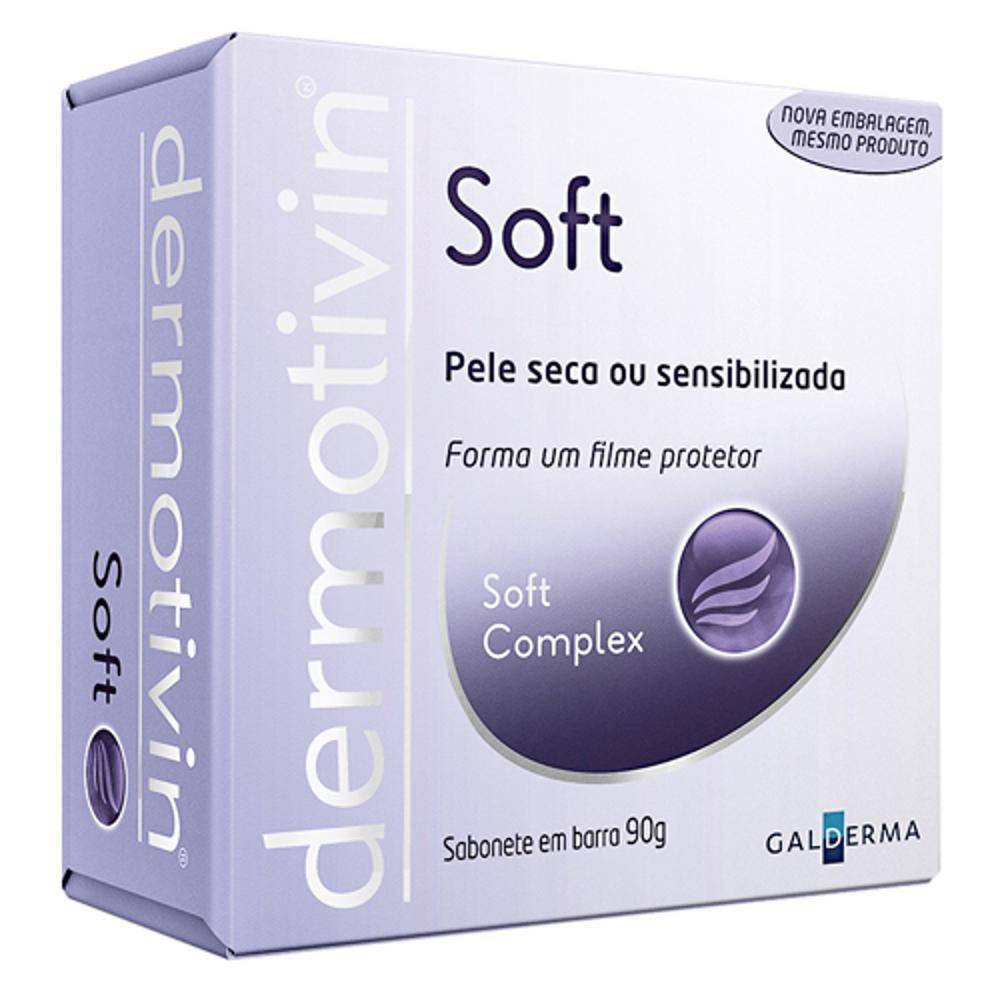 dermotivin®
Soft
dermotivin®
NOVA EMBALAGEM,
MESMO PRODUTO
Soft
Pele seca ou sensibilizada
Forma um filme protetor
Soft
Complex
Sabonete em barra 90g
GALDERMA